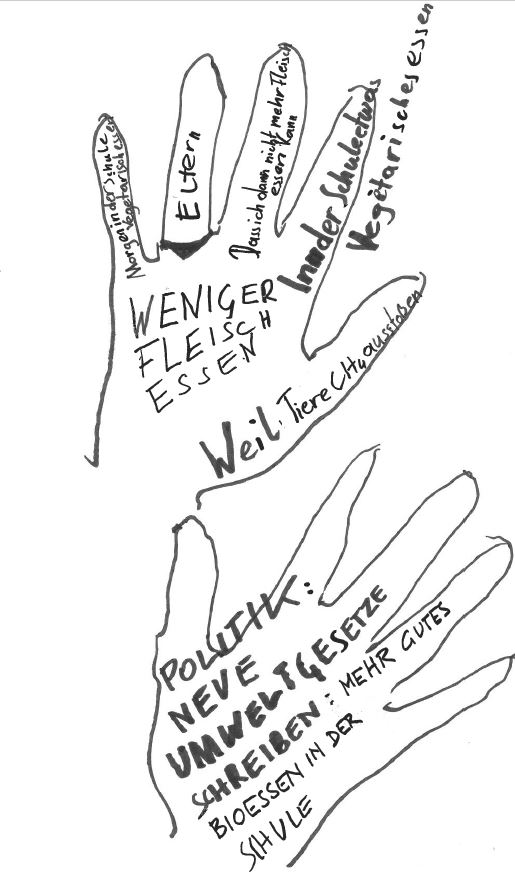 Morgen in der Schule
Vegetarisch essen
Eltern
Dass ich dann nicht mehr Fleisch
essen kann
In der Schule etwas
Vegetarisches essen
WENIGER
FLEISCH
ESSEN
Weil Tiere CH4 ausstoßen
POLITIK:
NEUE
UMWELTGESETZE
SCHREIBEN: MEHR GUTES
BIOESSEN IN DER
SCHULE